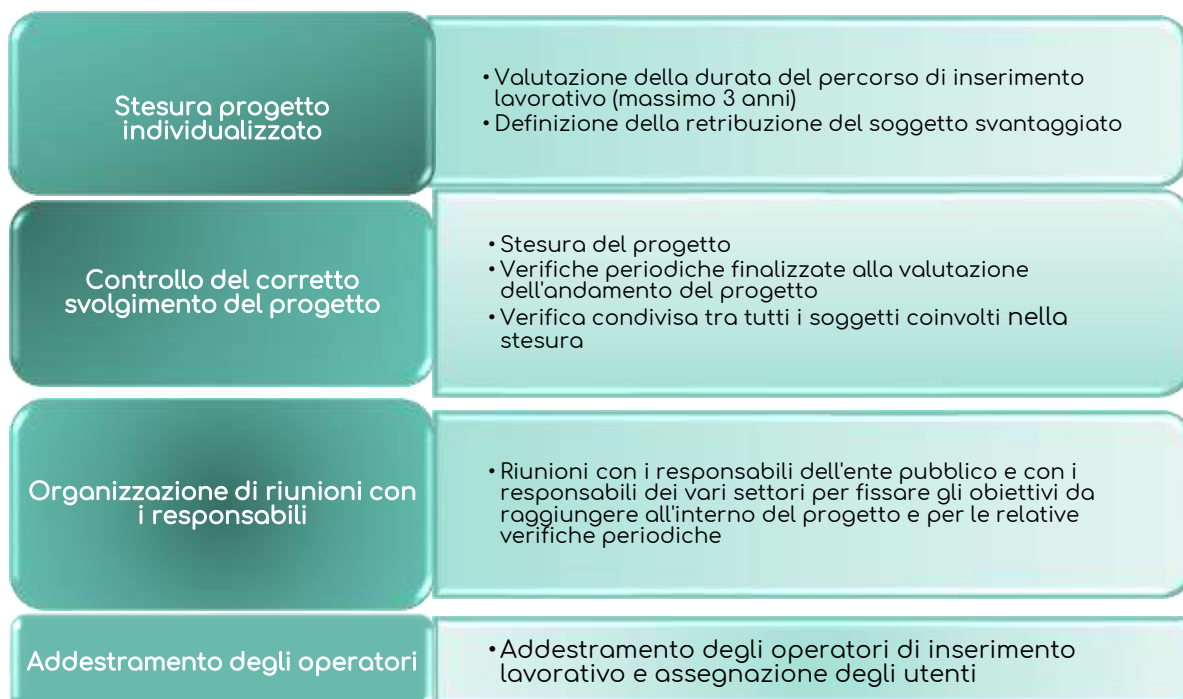 Stesura progetto
individualizzato
• Valutazione della durata del percorso di inserimento
lavorativo (massimo 3 anni)
• Definizione della retribuzione del soggetto svantaggiato
Controllo del corretto
svolgimento del progetto
• Stesura del progetto
• Verifiche periodiche finalizzate alla valutazione
dell'andamento del progetto
• Verifica condivisa tra tutti i soggetti coinvolti nella
stesura
Organizzazione di riunioni con
i responsabili
• Riunioni con i responsabili dell'ente pubblico e con i
responsabili dei vari settori per fissare gli obiettivi da
raggiungere all'interno del progetto e per le relative
verifiche periodiche
Addestramento degli operatori
• Addestramento degli operatori di inserimento
lavorativo e assegnazione degli utenti